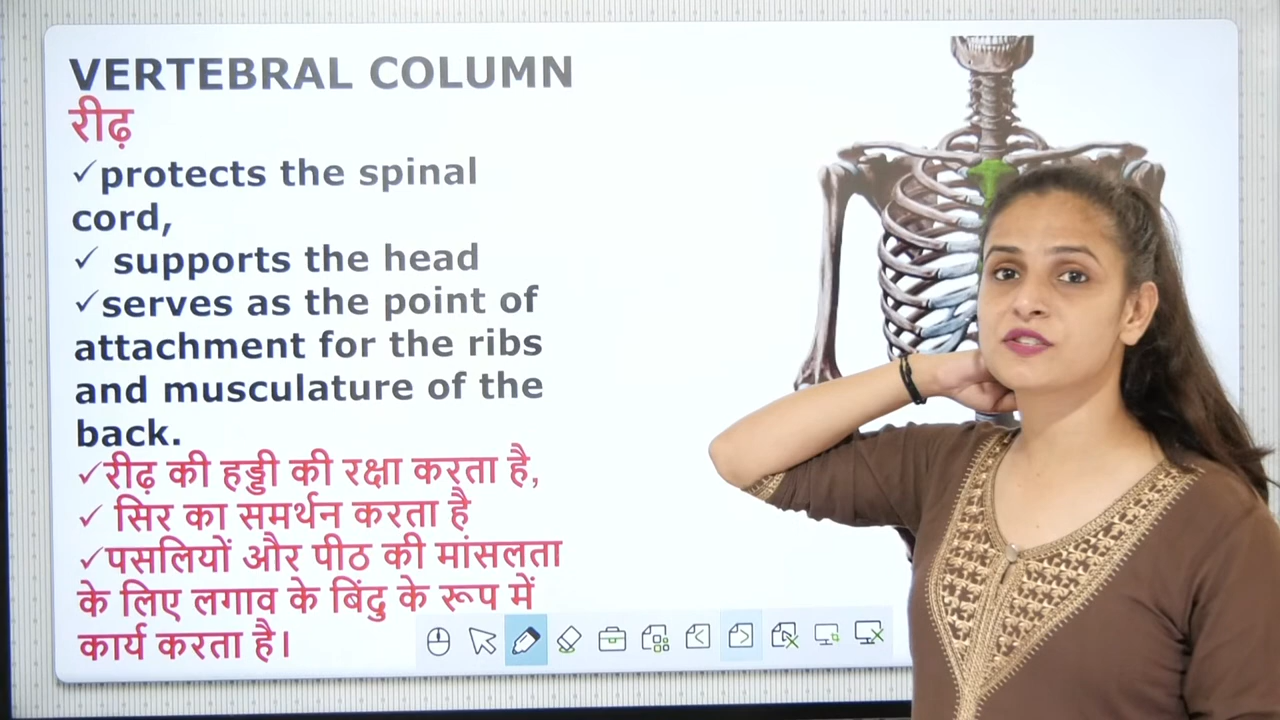 VERTEBRAL COLUMN
रीढ़
✓protects the spinal
cord,
✓ supports the head
✓serves as the point of
attachment for the ribs
and musculature of the
back.
✓रीढ़ की हड्डी की रक्षा करता है,
✓ सिर का समर्थन करता है
✓पसलियों और पीठ की मांसलता
के लिए लगाव के बिंदु के रूप में
कार्य करता है।